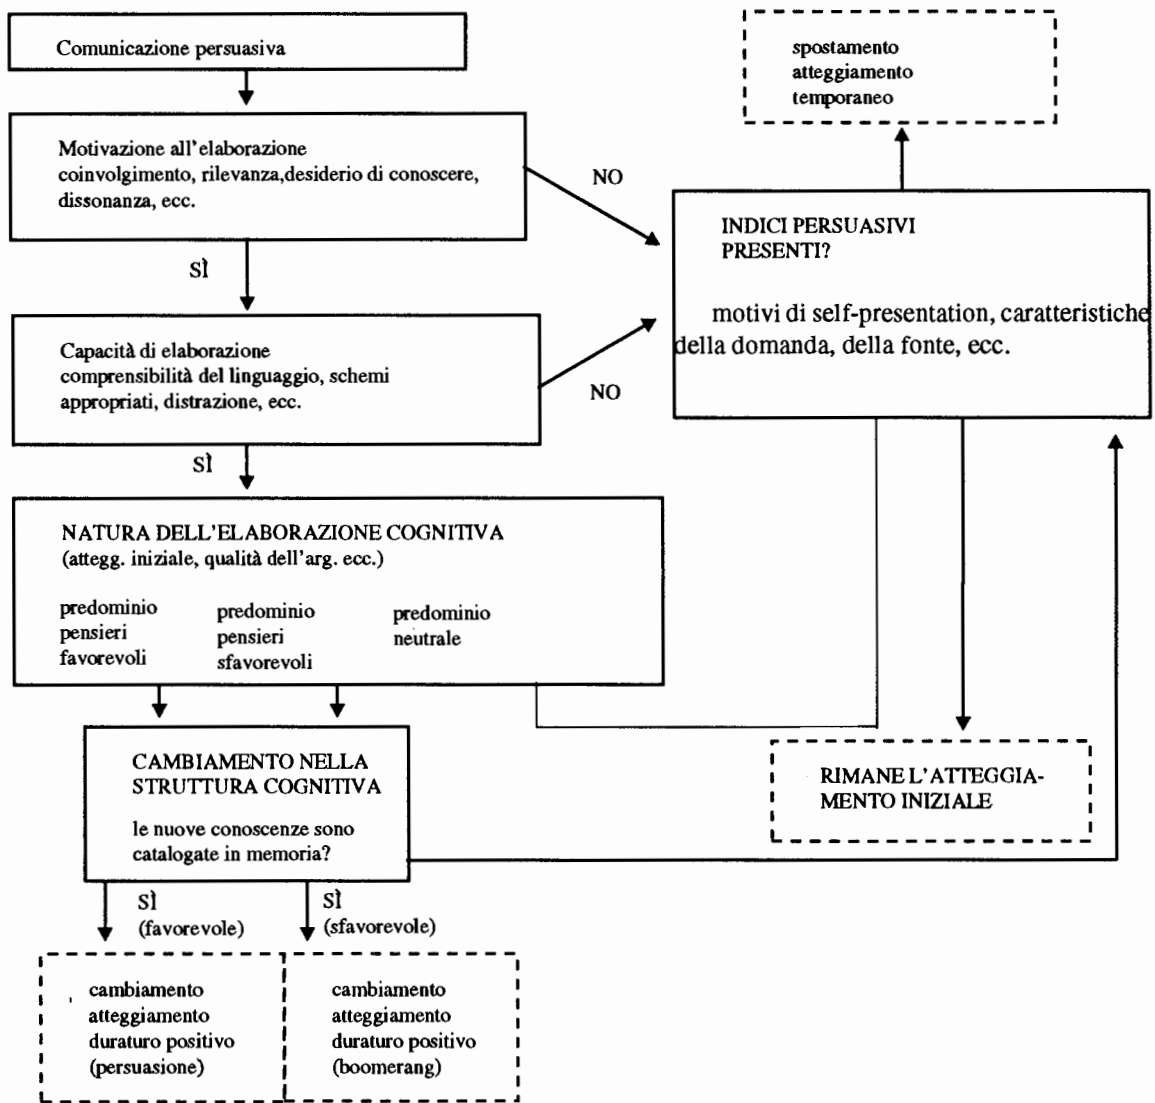 Comunicazione persuasiva
spostamento
atteggiamento
temporaneo
Motivazione all'elaborazione
coinvolgimento, rilevanza,desiderio di conoscere,
dissonanza, ecc.
NO
INDICI PERSUASIVI
PRESENTI?
motivi di self-presentation, caratteristiche
della domanda, della fonte, ecc.
SÌ
Capacità di elaborazione
comprensibilità del linguaggio, schemi
appropriati, distrazione, ecc.
NO
SÌ
NATURA DELL'ELABORAZIONE COGNITIVA
(attegg. iniziale, qualità dell'arg. ecc.)
predominio
pensieri
favorevoli
predominio
pensieri
sfavorevoli
predominio
neutrale
CAMBIAMENTO NELLA
STRUTTURA COGNITIVA
le nuove conoscenze sono
catalogate in memoria?
RIMANE L'ATTEGGIA-
MENTO INIZIALE
SÌ
(favorevole)
SÌ
(sfavorevole)
cambiamento
atteggiamento
duraturo positivo
(persuasione)
cambiamento
atteggiamento
duraturo positivo
(boomerang)